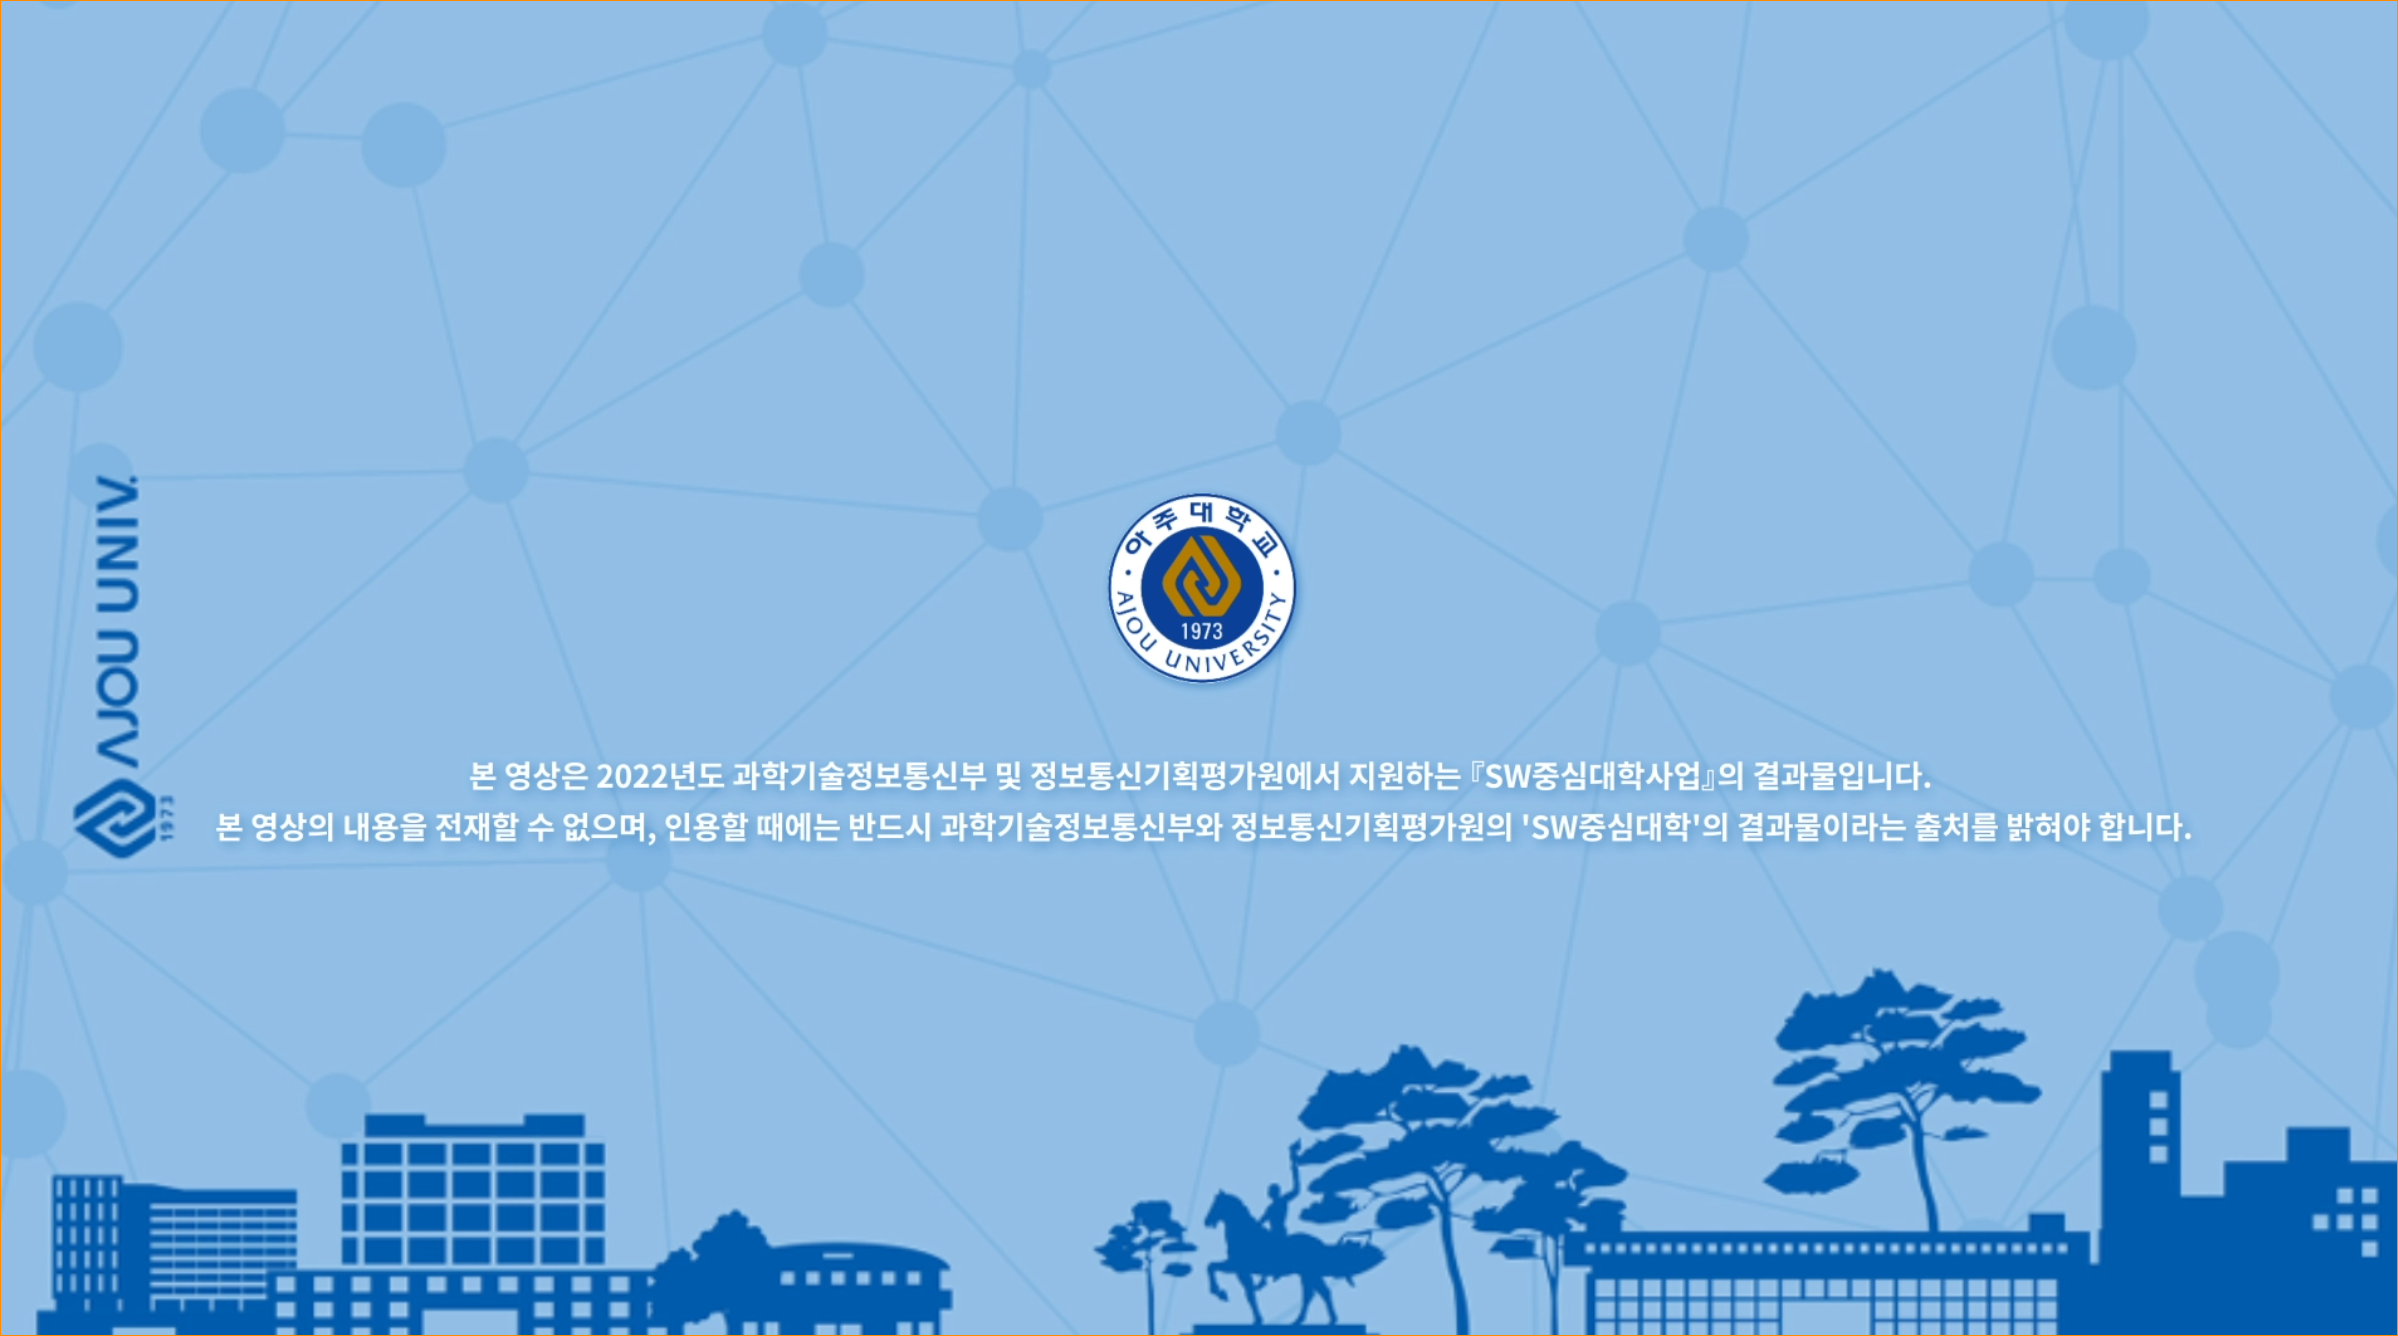 AJOU UNIV.
1973
아주대학교
1973
AJOU UNIVERSITY
본 영상은 2022년도 과학기술정보통신부 및 정보통신기획평가원에서 지원하는 『SW중심대학사업』의 결과물입니다.
본 영상의 내용을 전재할 수 없으며, 인용할 때에는 반드시 과학기술정보통신부와 정보통신기획평가원의 'SW중심대학'의 결과물이라는 출처를 밝혀야 합니다.